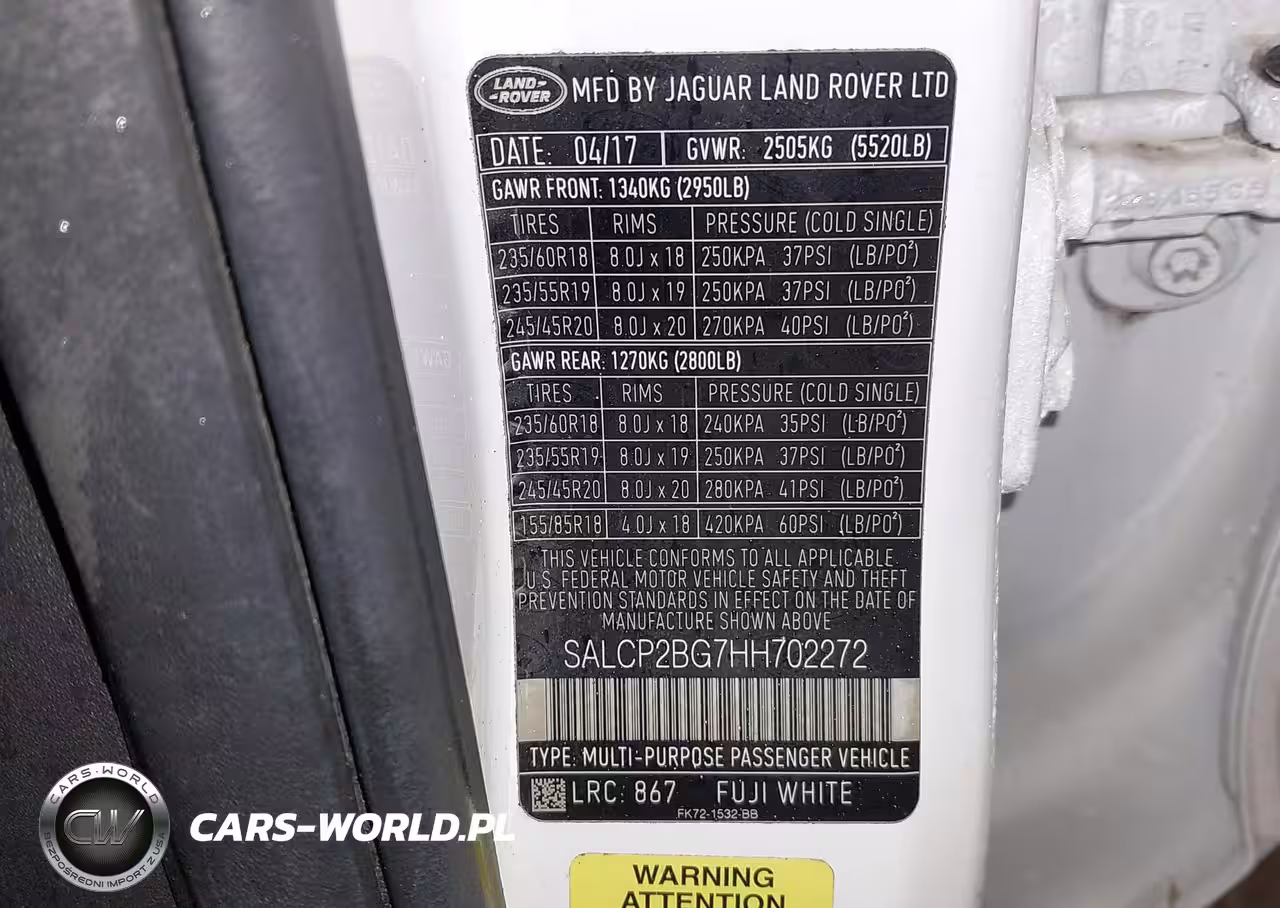 LAND-
-ROVER
MFD BY JAGUAR LAND ROVER LTD
DATE: 04/17 GVWR: 2505KG (5520LB)
GAWR FRONT: 1340KG (2950LB)
TIRES RIMS PRESSURE (COLD SINGLE)
235/60R18 8.0J x 18 250KPA 37PSI (LB/PO²)
235/55R19 8.0J x 19 250KPA 37PSI (LB/PO²)
245/45R20 8.0J x 20 270KPA 40PSI (LB/PO²)
GAWR REAR: 1270KG (2800LB)
TIRES RIMS PRESSURE (COLD SINGLE)
235/60R18 8.0J x 18 240KPA 35PSI (LB/PO²)
235/55R19 8.0J x 19 250KPA 37PSI (LB/PO²)
245/45R20 8.0J x 20 280KPA 41PSI (LB/PO²)
155/85R18 4.0J x 18 420KPA 60PSI (LB/PO²)
THIS VEHICLE CONFORMS TO ALL APPLICABLE
U.S. FEDERAL MOTOR VEHICLE SAFETY AND THEFT
PREVENTION STANDARDS IN EFFECT ON THE DATE OF
MANUFACTURE SHOWN ABOVE
SALCP2BG7HH702272
TYPE: MULTI-PURPOSE PASSENGER VEHICLE
LRC: 867 FUJI WHITE
FK72-1532-BB
WARNING
ATTENTION
CARS-WORLD
CW
BEZPOŚREDNI IMPORT Z USA
CARS-WORLD.PL